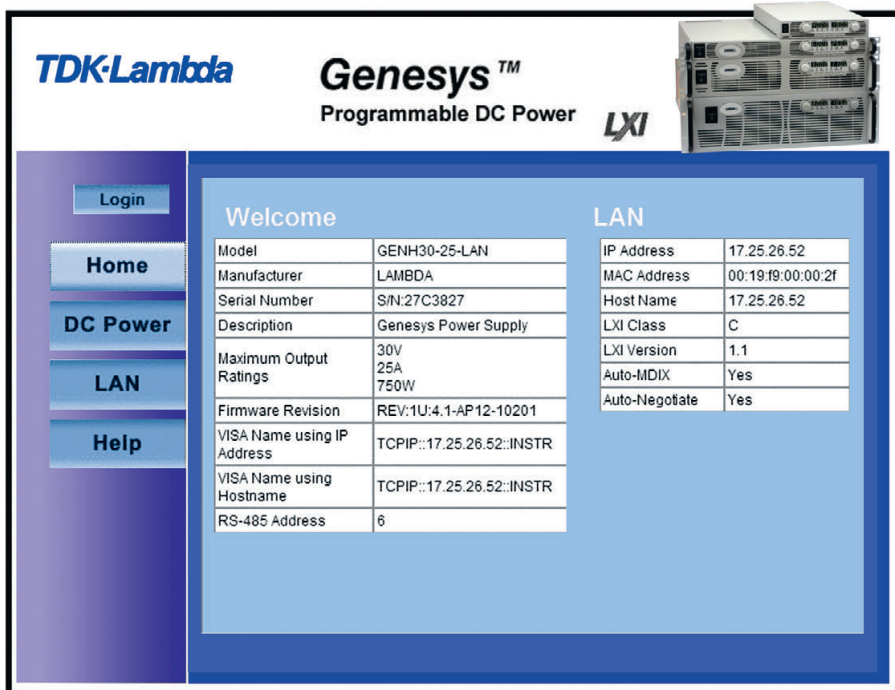 TDK·Lambda
Genesys™
Programmable DC Power
LXI
Login
Home
DC Power
LAN
Help
Welcome
Model GENH30-25-LAN
Manufacturer LAMBDA
Serial Number S/N:27C3827
Description Genesys Power Supply
Maximum Output Ratings 30V
25A
750W
Firmware Revision REV:1U:4.1-AP12-10201
VISA Name using IP Address TCPIP::17.25.26.52::INSTR
VISA Name using Hostname TCPIP::17.25.26.52::INSTR
RS-485 Address 6
LAN
IP Address 17.25.26.52
MAC Address 00:19:f9:00:00:2f
Host Name 17.25.26.52
LXI Class C
LXI Version 1.1
Auto-MDIX Yes
Auto-Negotiate Yes